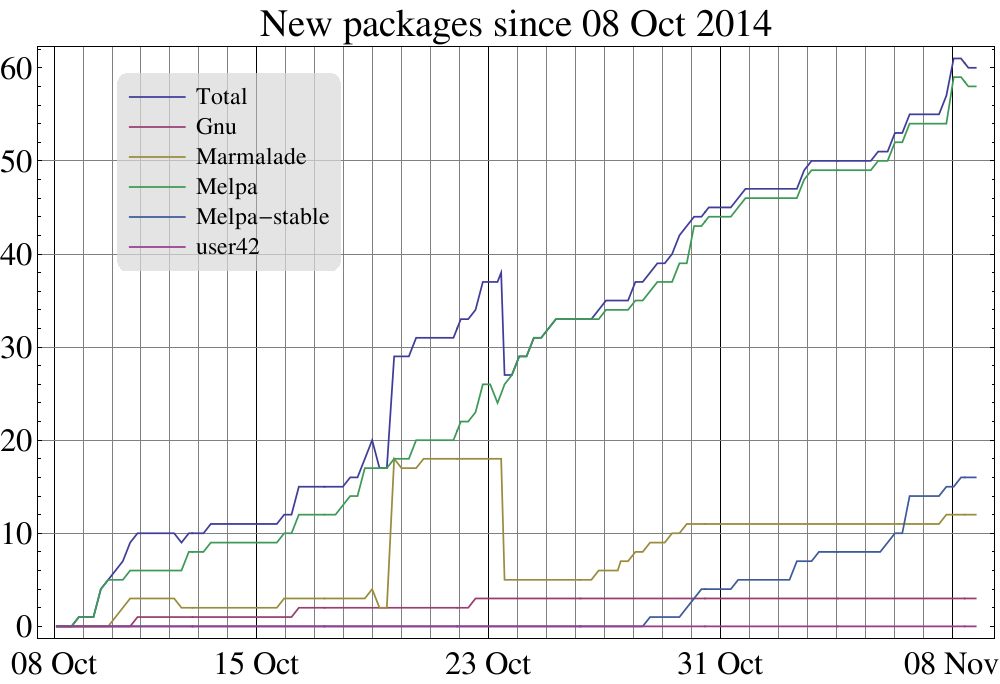 New packages since 08 Oct 2014
60
50
40
30
20
10
0
Total
Gnu
Marmalade
Melpa
Melpa-stable
user42
08 Oct 15 Oct 23 Oct 31 Oct 08 Nov